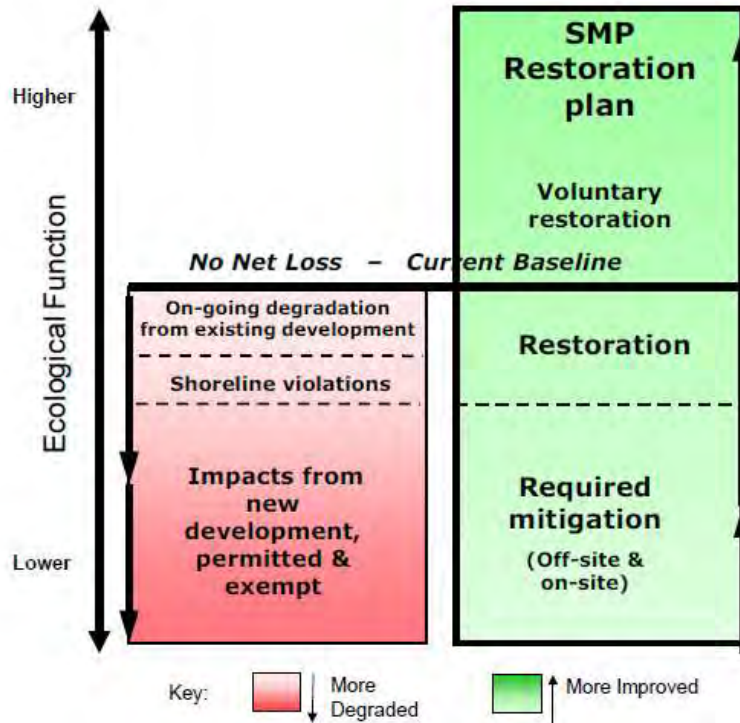 Higher
Ecological Function
Lower
SMP
Restoration
plan
Voluntary
restoration
No Net Loss – Current Baseline
On-going degradation
from existing development
Shoreline violations
Impacts from
new
development,
permitted &
exempt
Restoration
Required
mitigation
(Off-site &
on-site)
Key:
More
Degraded
More Improved